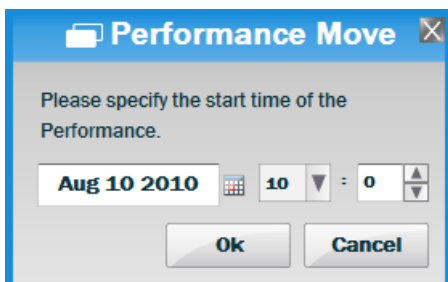 Performance Move
Please specify the start time of the
Performance.
Aug 10 2010 10 : 0
Ok Cancel